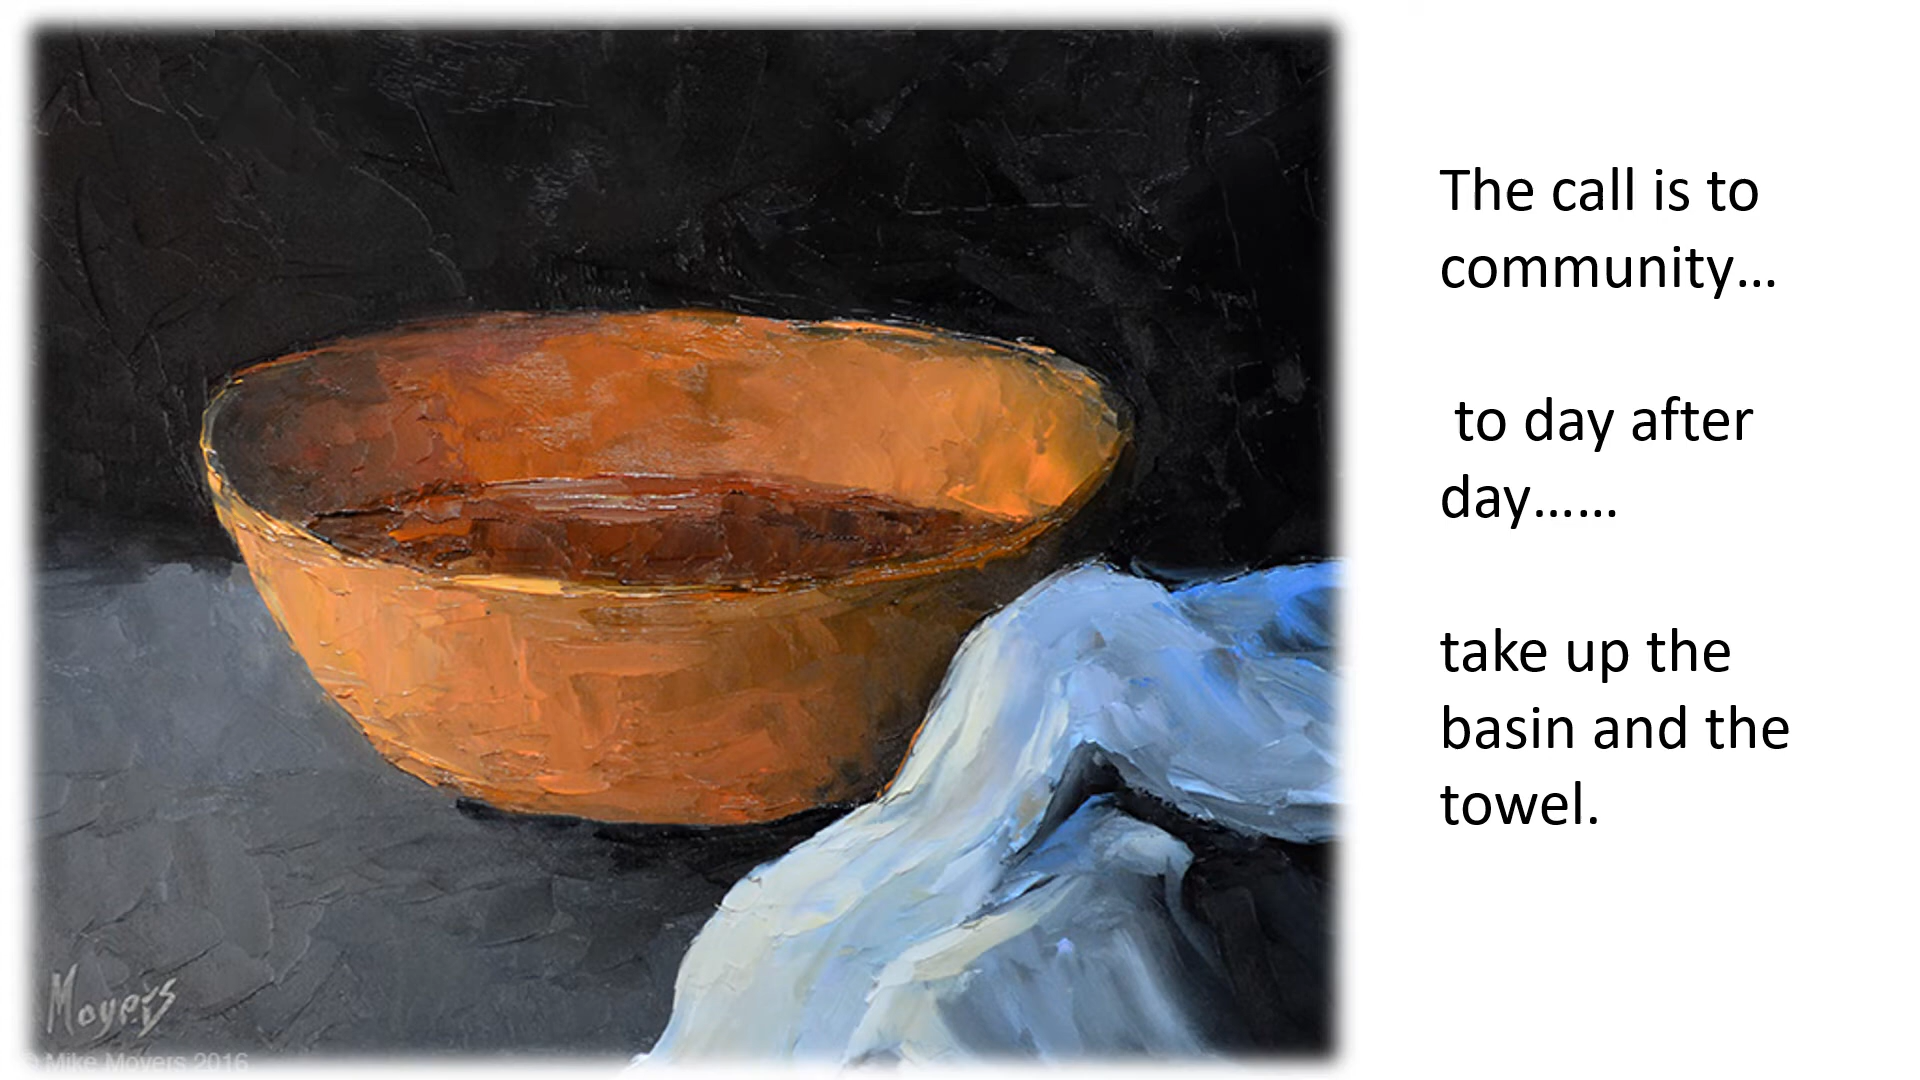 The call is to
community...
to day after
day......
take up the
basin and the
towel.
Moyers
© Mike Moyers 2016